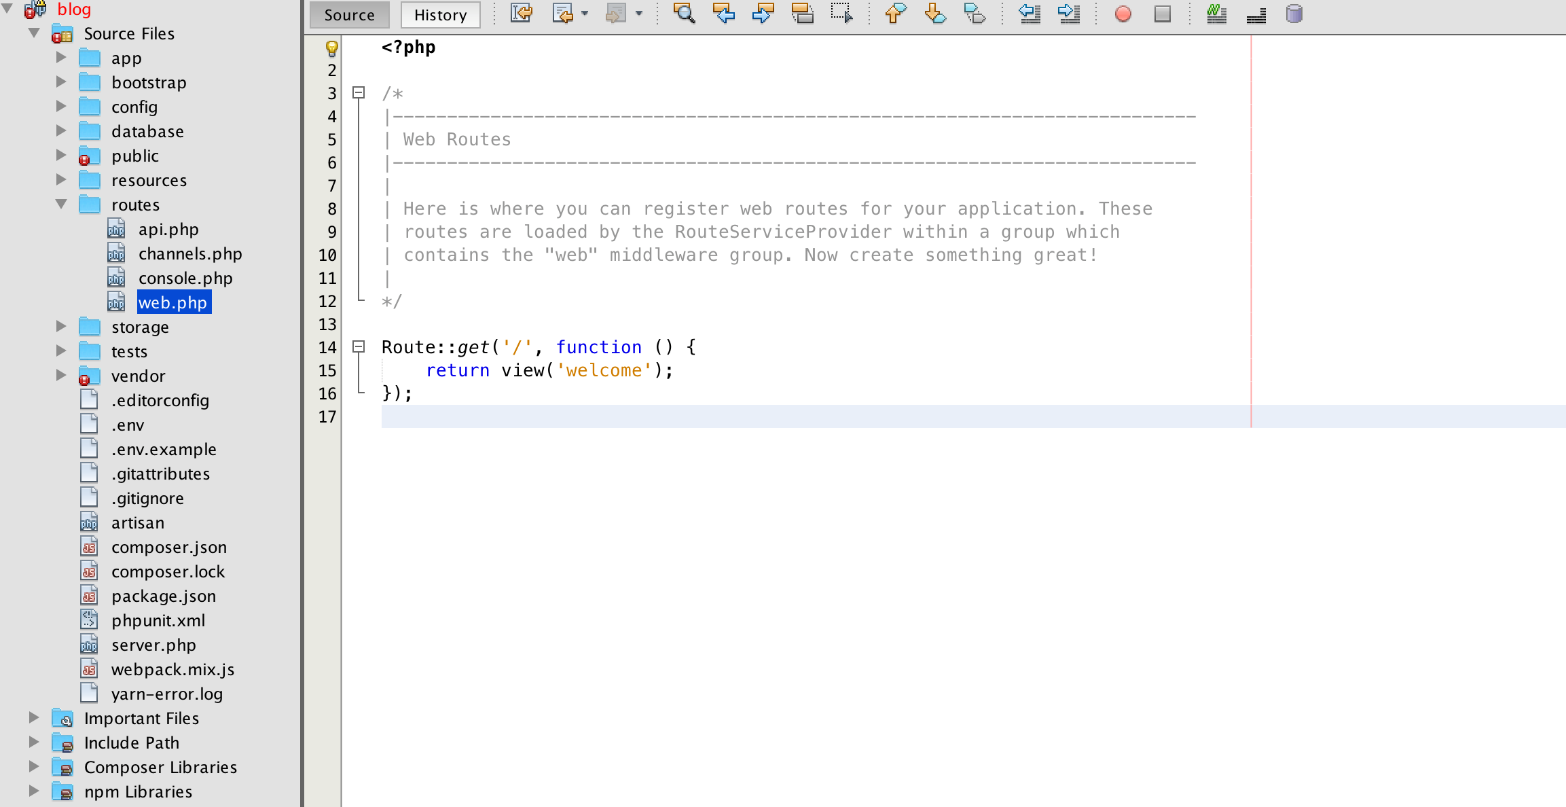 blog
Source Files
app
bootstrap
config
database
public
resources
routes
api.php
channels.php
console.php
web.php
storage
tests
vendor
.editorconfig
.env
.env.example
.gitattributes
.gitignore
artisan
composer.json
composer.lock
package.json
phpunit.xml
server.php
webpack.mix.js
yarn-error.log
Important Files
Include Path
Composer Libraries
npm Libraries
Source History
<?php
2
3 /*
4 |--------------------------------------------------------------------------
5 | Web Routes
6 |--------------------------------------------------------------------------
7 |
8 | Here is where you can register web routes for your application. These
9 | routes are loaded by the RouteServiceProvider within a group which
10 | contains the "web" middleware group. Now create something great!
11 |
12 */
13
14 Route::get('/', function () {
15     return view('welcome');
16 });
17